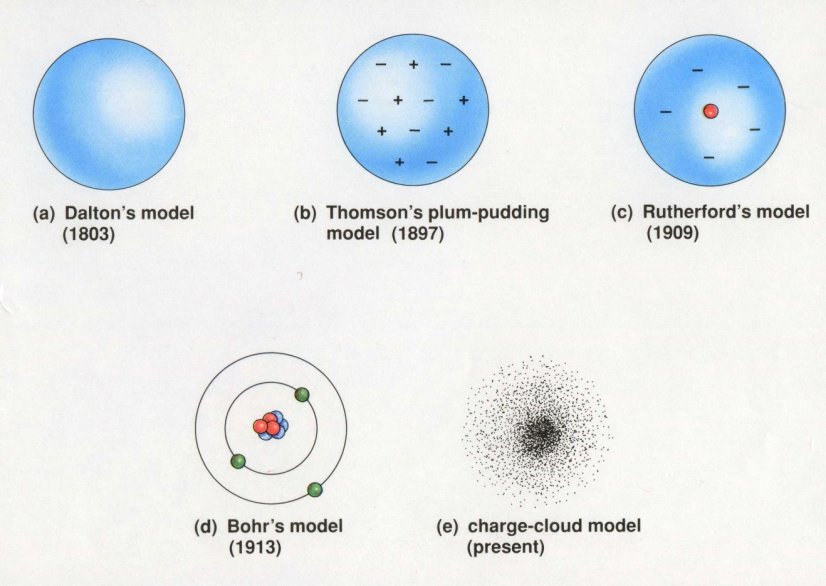 − + −
− + − +
+ − +
+ −
−
−
−
−
−
(a) Dalton's model
(1803)
(b) Thomson's plum-pudding
model (1897)
(c) Rutherford's model
(1909)
(d) Bohr's model
(1913)
(e) charge-cloud model
(present)